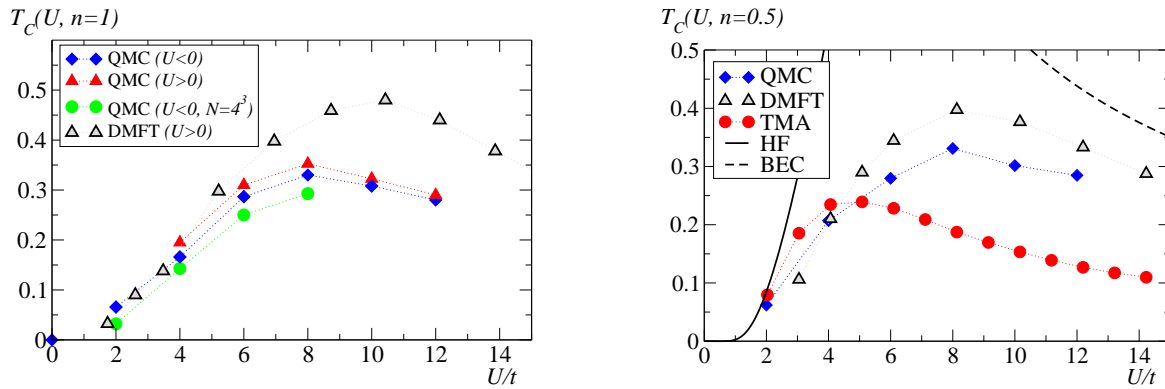 T_C(U, n=1)
QMC (U<0)
QMC (U>0)
QMC (U<0, N=4³)
DMFT (U>0)
0.5
0.4
0.3
0.2
0.1
0
0 2 4 6 8 10 12 14
U/t
T_C(U, n=0.5)
QMC
DMFT
TMA
HF
BEC
0.5
0.4
0.3
0.2
0.1
0
0 2 4 6 8 10 12 14
U/t